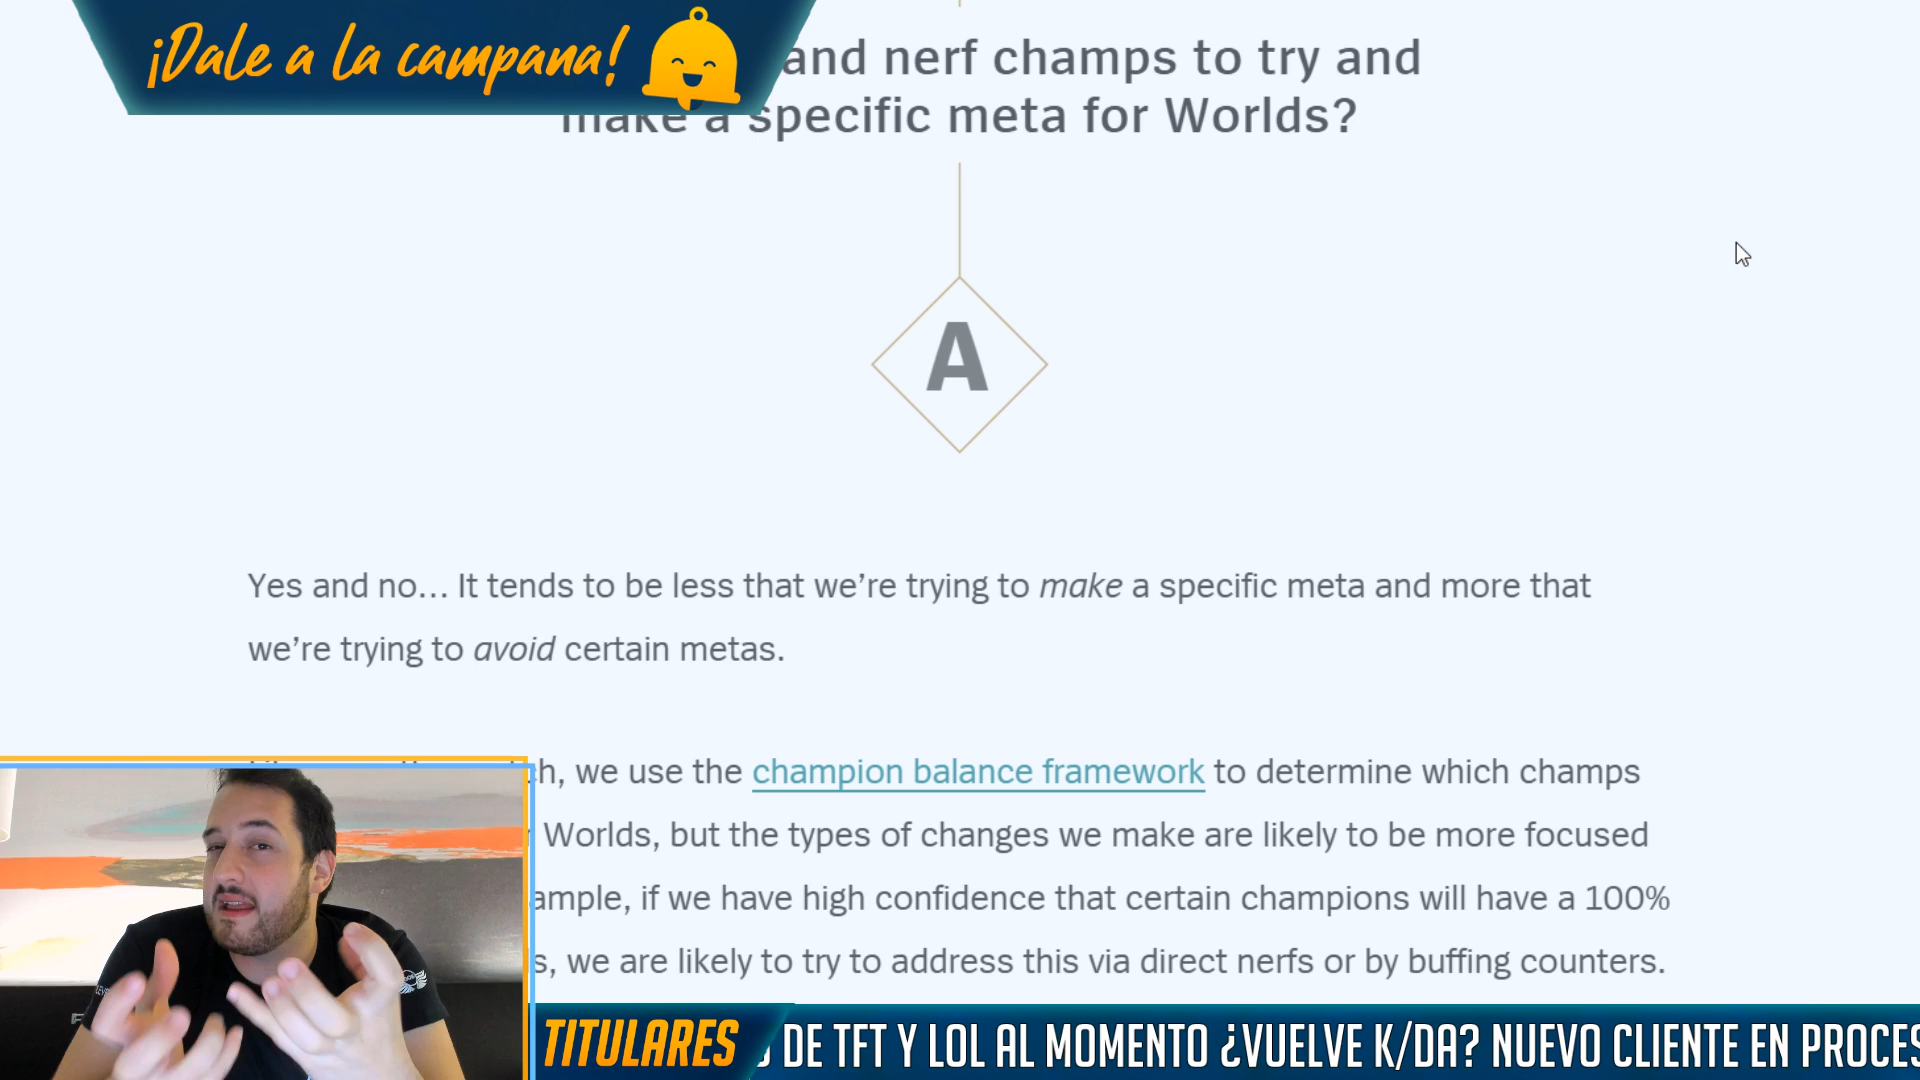 ¡Dale a la campana!
and nerf champs to try and
make a specific meta for Worlds?
A
Yes and no... It tends to be less that we're trying to make a specific meta and more that
we're trying to avoid certain metas.
we use the champion balance framework to determine which champs
Worlds, but the types of changes we make are likely to be more focused
if we have high confidence that certain champions will have a 100%
we are likely to try to address this via direct nerfs or by buffing counters.
TITULARES
DE TFT Y LOL AL MOMENTO ¿VUELVE K/DA? NUEVO CLIENTE EN PROCES